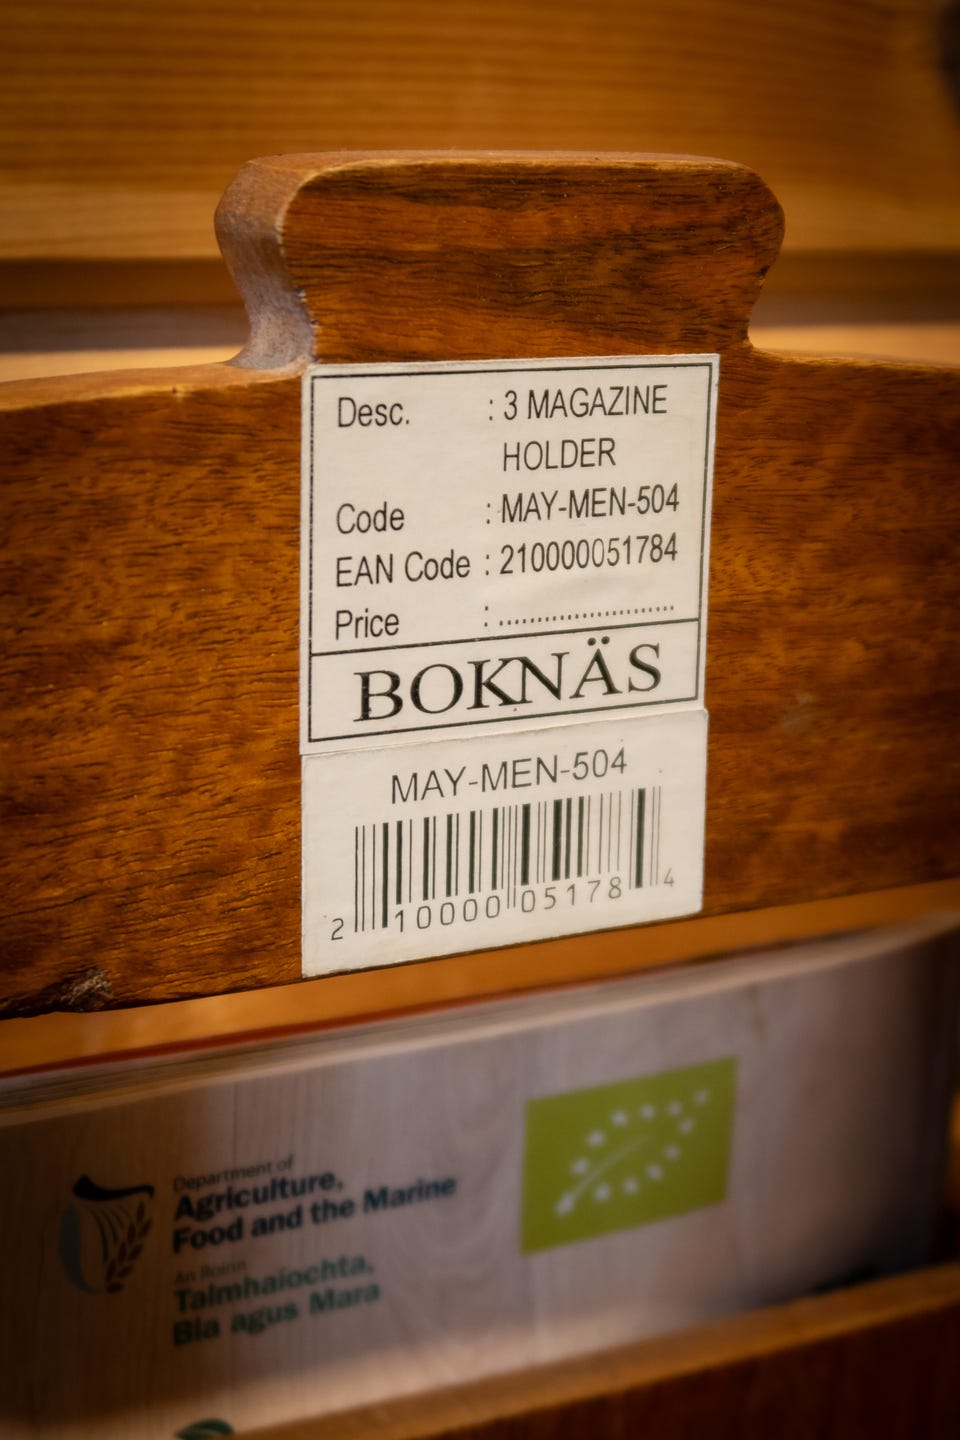 Desc. : 3 MAGAZINE
HOLDER
Code : MAY-MEN-504
EAN Code : 210000051784
Price : ........................
BOKNÄS
MAY-MEN-504
2 10000 05178 4
Department of
Agriculture,
Food and the Marine
An Roinn
Talmhaíochta,
Bia agus Mara